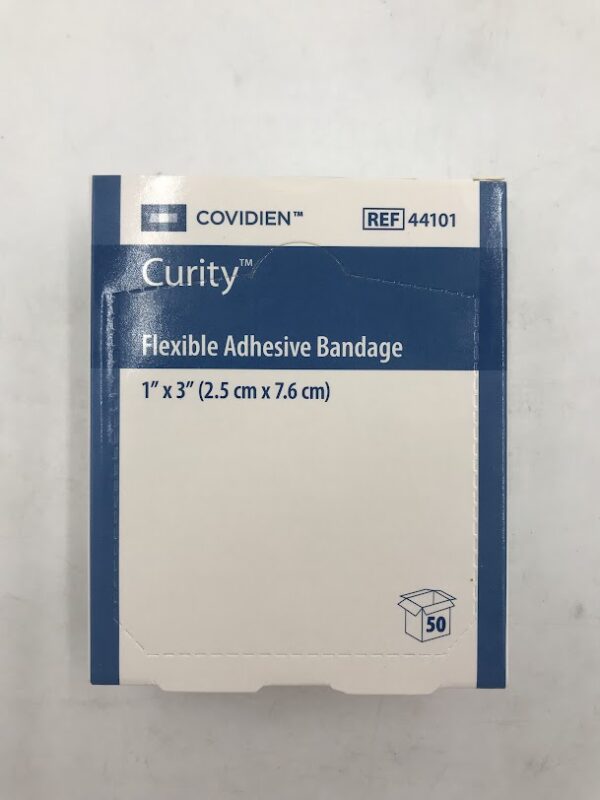 COVIDIEN™
REF 44101
Curity™
Flexible Adhesive Bandage
1” x 3” (2.5 cm x 7.6 cm)
50